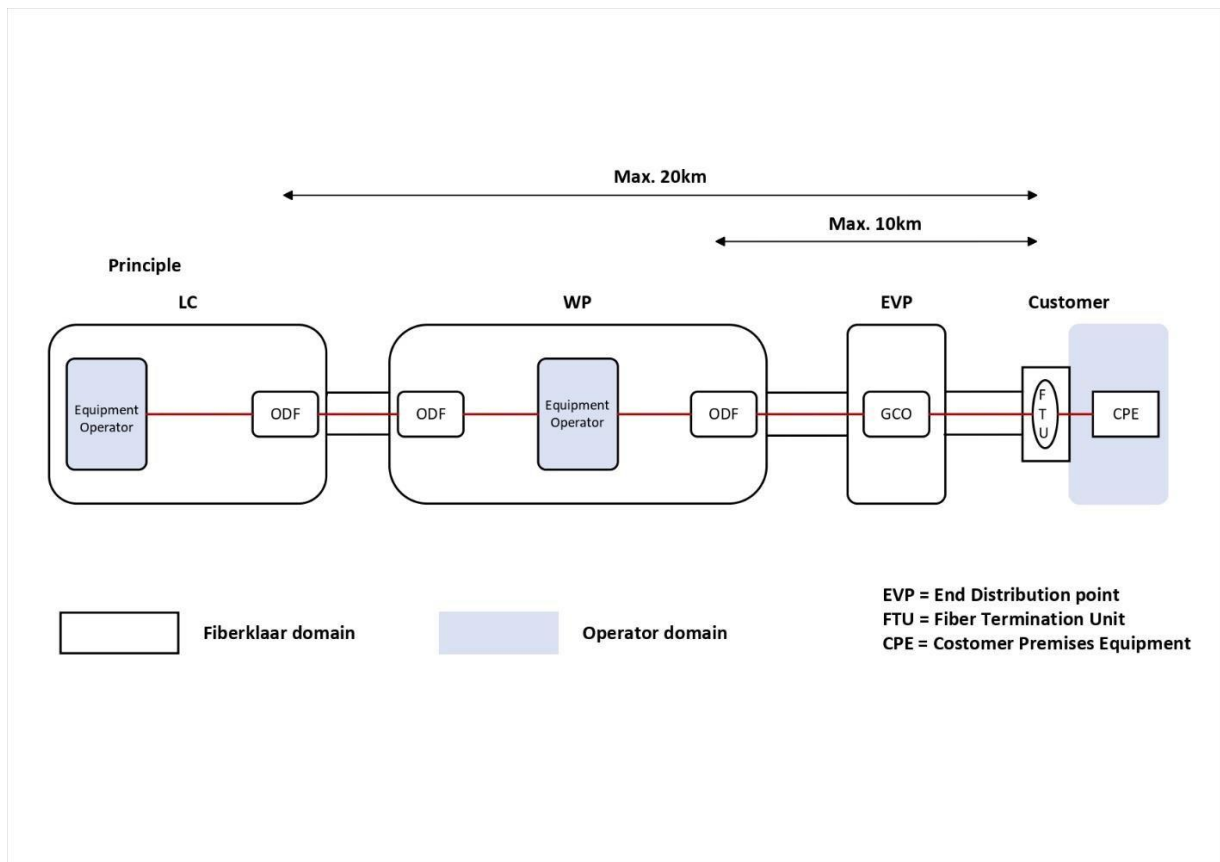 Max. 20km
Max. 10km
Principle
LC
WP
EVP
Customer
Equipment
Operator
ODF
ODF
Equipment
Operator
ODF
GCO
F
T
U
CPE
Fiberklaar domain
Operator domain
EVP = End Distribution point
FTU = Fiber Termination Unit
CPE = Costomer Premises Equipment